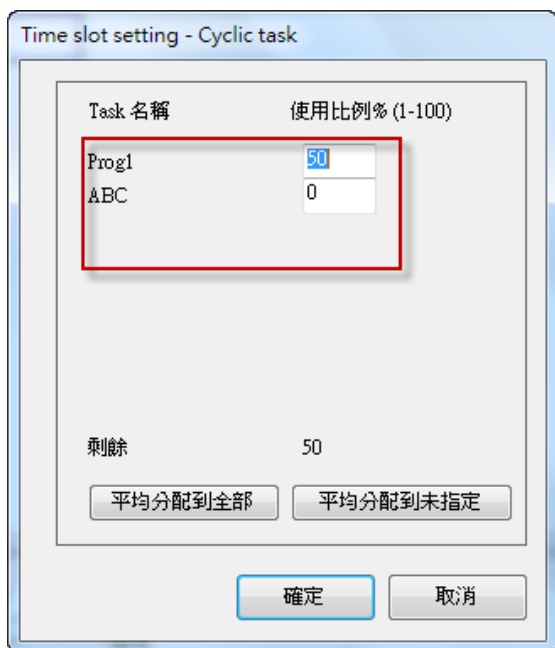 Time slot setting - Cyclic task
Task 名稱 使用比例% (1-100)
Prog1 50
ABC 0
剩餘 50
平均分配到全部 平均分配到未指定
確定 取消